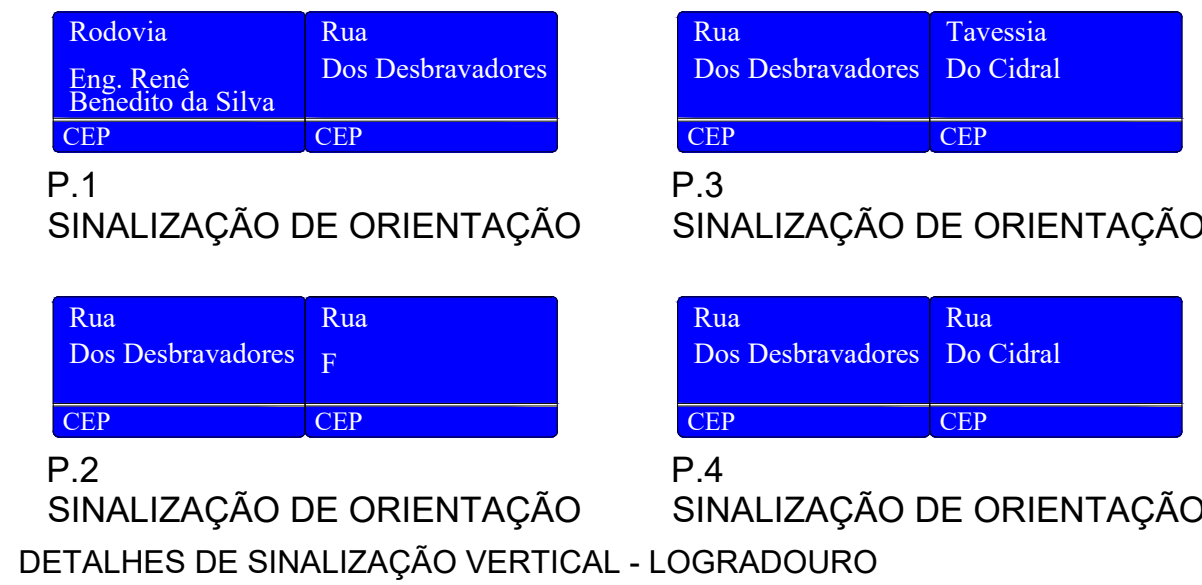 Rodovia
Eng. Renê
Benedito da Silva
CEP
Rua
Dos Desbravadores
CEP
P.1
SINALIZAÇÃO DE ORIENTAÇÃO
Rua
Dos Desbravadores
CEP
Tavessia
Do Cidral
CEP
P.3
SINALIZAÇÃO DE ORIENTAÇÃO
Rua
Dos Desbravadores
CEP
Rua
F
CEP
P.2
SINALIZAÇÃO DE ORIENTAÇÃO
Rua
Dos Desbravadores
CEP
Rua
Do Cidral
CEP
P.4
SINALIZAÇÃO DE ORIENTAÇÃO
DETALHES DE SINALIZAÇÃO VERTICAL - LOGRADOURO